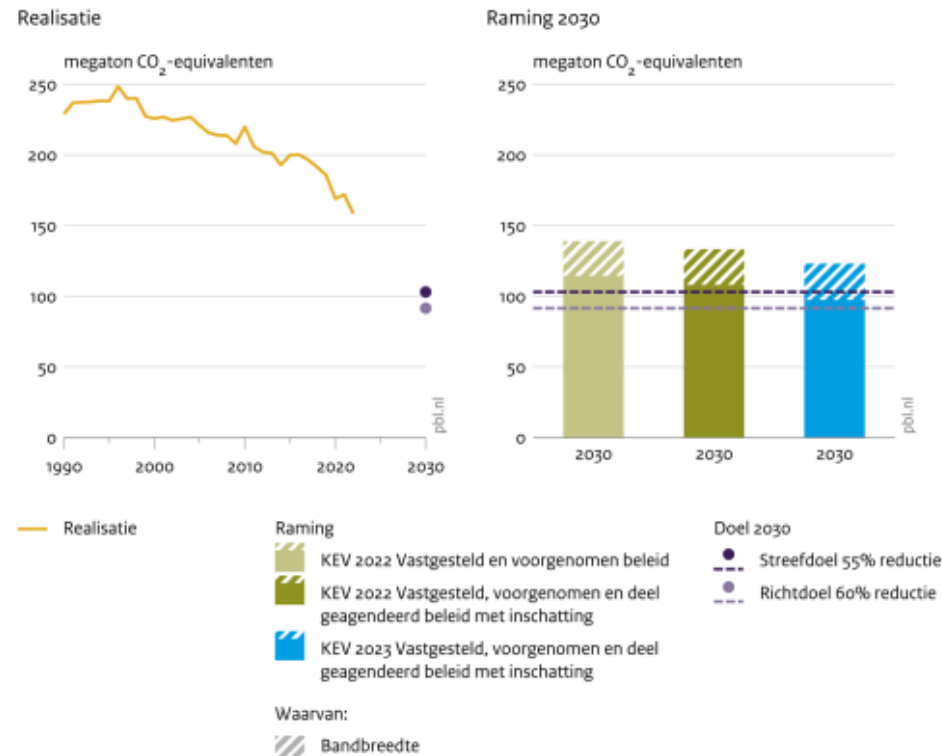 Realisatie
megaton CO2-equivalenten
250
200
150
100
50
0
1990
2000
2010
2020
2030
pbl.nl
Raming 2030
megaton CO2-equivalenten
250
200
150
100
50
0
2030
2030
2030
pbl.nl
Realisatie
Raming
KEV 2022 Vastgesteld en voorgenomen beleid
KEV 2022 Vastgesteld, voorgenomen en deel
geagendeerd beleid met inschatting
KEV 2023 Vastgesteld, voorgenomen en deel
geagendeerd beleid met inschatting
Waarvan:
Bandbreedte
Doel 2030
Streefdoel 55% reductie
Richtdoel 60% reductie